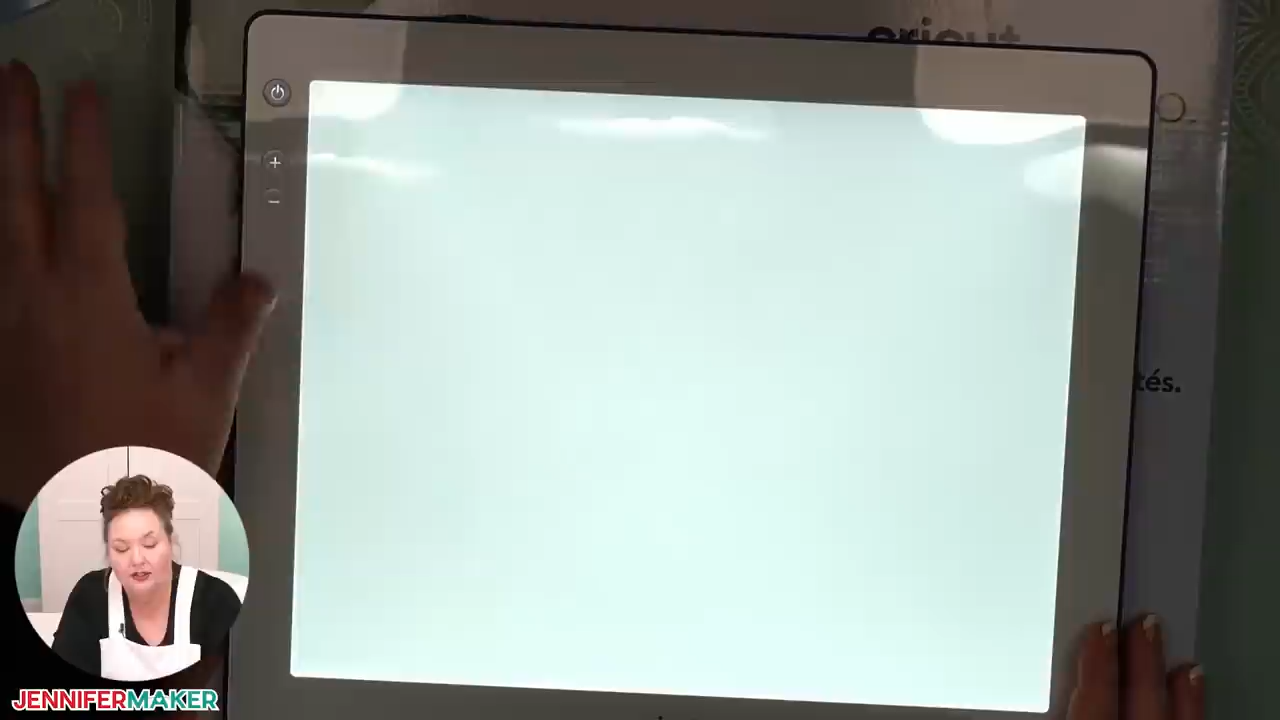 cricut
+
−
tés.
JENNIFERMAKER